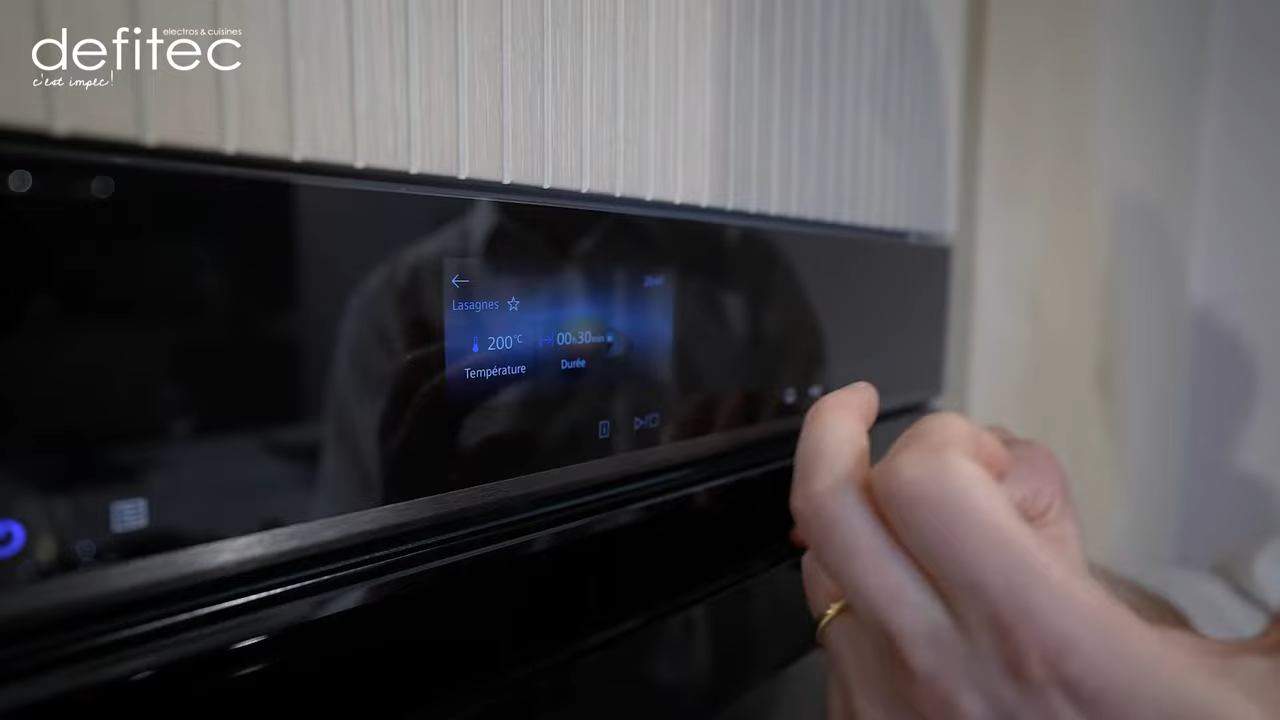 electros & cuisines
defitec
c'est impec!
Lasagnes
200°C
00h30min
Température
Durée